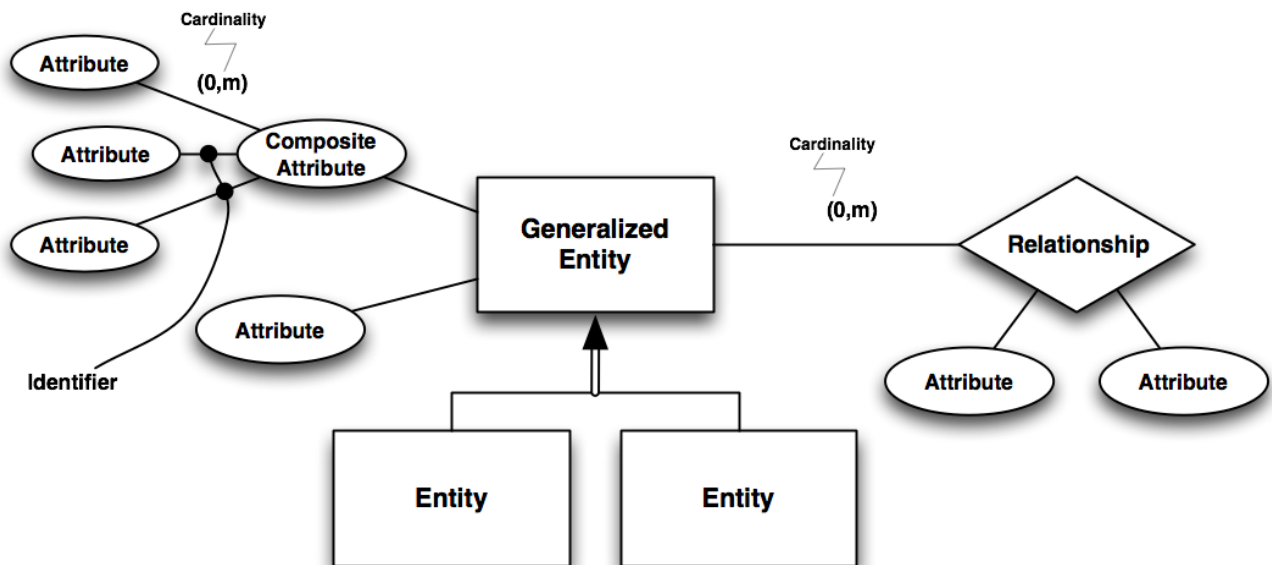 Cardinality
(0,m)
Attribute
Attribute
Composite
Attribute
Attribute
Attribute
Identifier
Generalized
Entity
Cardinality
(0,m)
Relationship
Attribute
Attribute
Entity
Entity